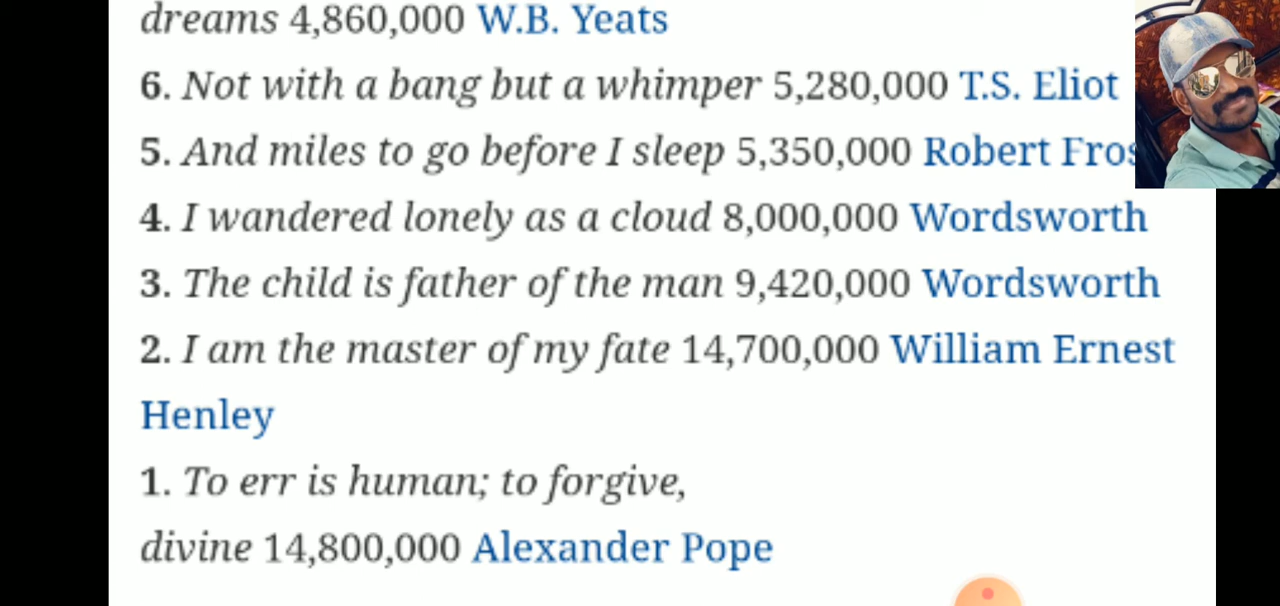 dreams 4,860,000 W.B. Yeats
6. Not with a bang but a whimper 5,280,000 T.S. Eliot
5. And miles to go before I sleep 5,350,000 Robert Fros
4. I wandered lonely as a cloud 8,000,000 Wordsworth
3. The child is father of the man 9,420,000 Wordsworth
2. I am the master of my fate 14,700,000 William Ernest
Henley
1. To err is human; to forgive,
divine 14,800,000 Alexander Pope